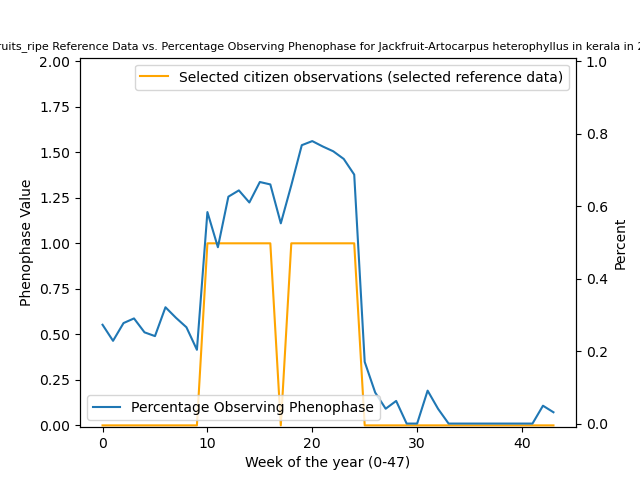 Reference Data vs. Percentage Observing Phenophase for Jackfruit-Artocarpus heterophyllus in kerala in
Selected citizen observations (selected reference data)
Percentage Observing Phenophase
Phenophase Value
2.00
1.75
1.50
1.25
1.00
0.75
0.50
0.25
0.00
1.0
0.8
0.6
0.4
0.2
0.0
Percent
0 10 20 30 40
Week of the year (0-47)